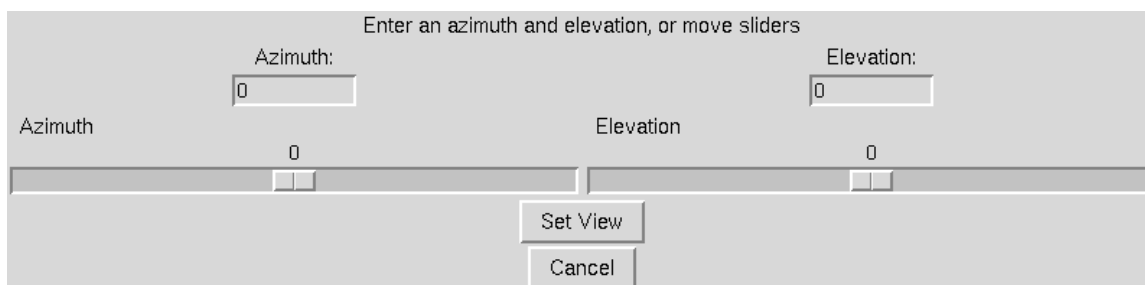 Enter an azimuth and elevation, or move sliders
Azimuth: Elevation:
0 0
Azimuth Elevation
0 0
Set View
Cancel